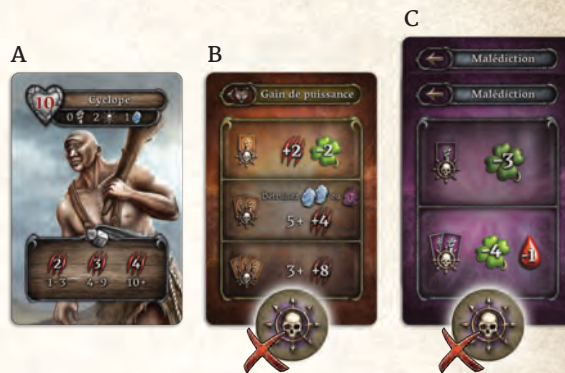 A
B
C
10
Cyclope
0 2 1
2 3 4
1-3 4-9 10+
Gain de puissance
+2 -2
5+ +4
3+ +8
Malédiction
Malédiction
-3
-4 -1